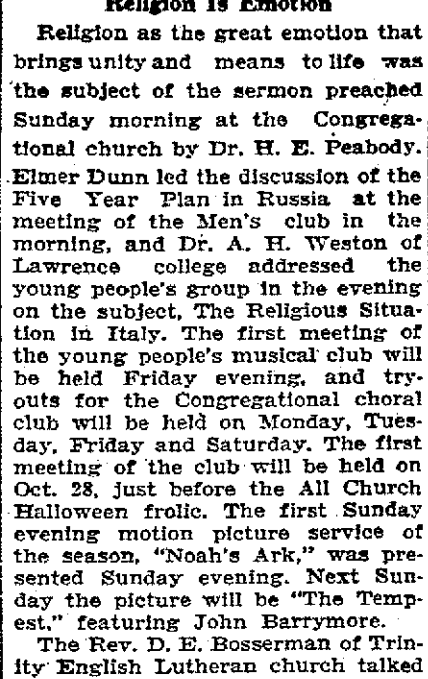 Religion Is Emotion
Religion as the great emotion that
brings unity and means to life was
the subject of the sermon preached
Sunday morning at the Congrega-
tional church by Dr. H. E. Peabody.
Elmer Dunn led the discussion of the
Five Year Plan in Russia at the
meeting of the Men's club in the
morning, and Dr. A. H. Weston of
Lawrence college addressed the
young people's group in the evening
on the subject, The Religious Situa-
tion in Italy. The first meeting of
the young people's musical club will
be held Friday evening, and try-
outs for the Congregational choral
club will be held on Monday, Tues-
day, Friday and Saturday. The first
meeting of the club will be held on
Oct. 28, just before the All Church
Halloween frolic. The first Sunday
evening motion picture service of
the season, "Noah's Ark," was pre-
sented Sunday evening. Next Sun-
day the picture will be "The Temp-
est," featuring John Barrymore.
The Rev. D. E. Bosserman of Trin-
ity English Lutheran church talked